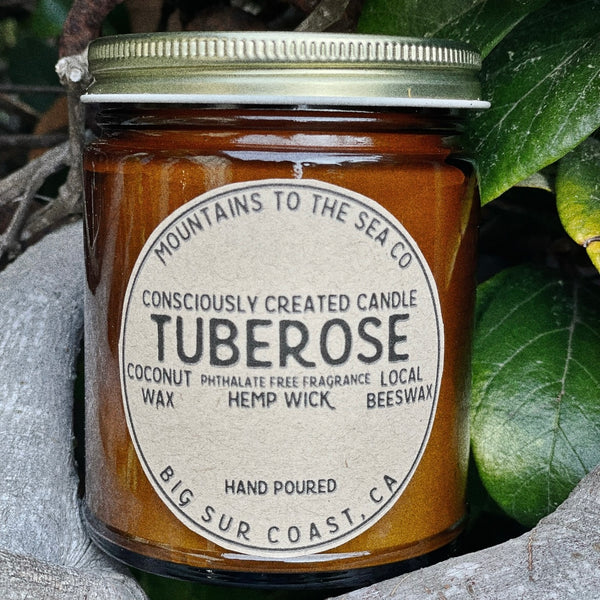 MOUNTAINS TO THE SEA CO
CONSCIOUSLY CREATED CANDLE
TUBEROSE
COCONUT WAX
PHTHALATE FREE FRAGRANCE
HEMP WICK
LOCAL BEESWAX
HAND POURED
BIG SUR COAST, CA